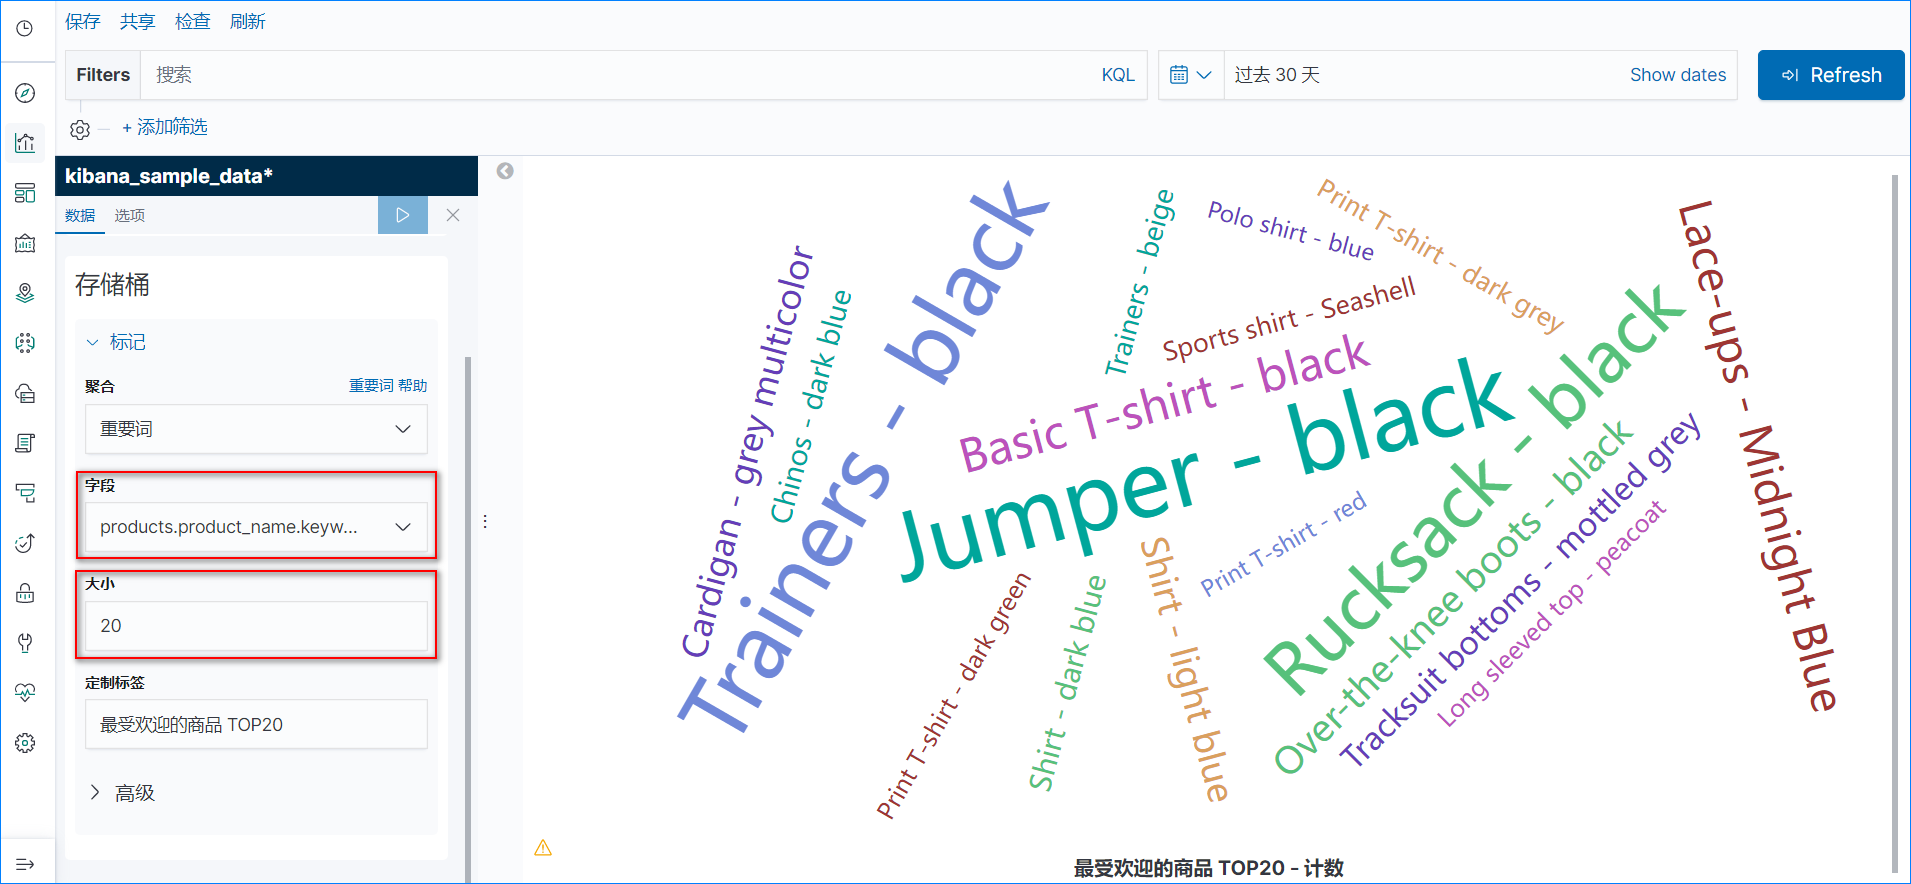 保存 共享 检查 刷新
Filters 搜索 KQL 过去 30 天 Show dates Refresh
+ 添加筛选
kibana_sample_data*
数据 选项
存储桶
标记
聚合 重要词 帮助
重要词
字段
products.product_name.keyw...
大小
20
定制标签
最受欢迎的商品 TOP20
高级
Trainers - black
Cardigan - grey multicolor
Chinos - dark blue
Trainers - beige
Polo shirt - blue
Print T-shirt - dark grey
Sports shirt - Seashell
Basic T-shirt - black
Jumper - black
Rucksack - black
Lace-ups - Midnight Blue
Over-the-knee boots - black
Tracksuit bottoms - mottled grey
Long sleeved top - peacoat
Print T-shirt - red
Shirt - light blue
Shirt - dark blue
Print T-shirt - dark green
最受欢迎的商品 TOP20 - 计数